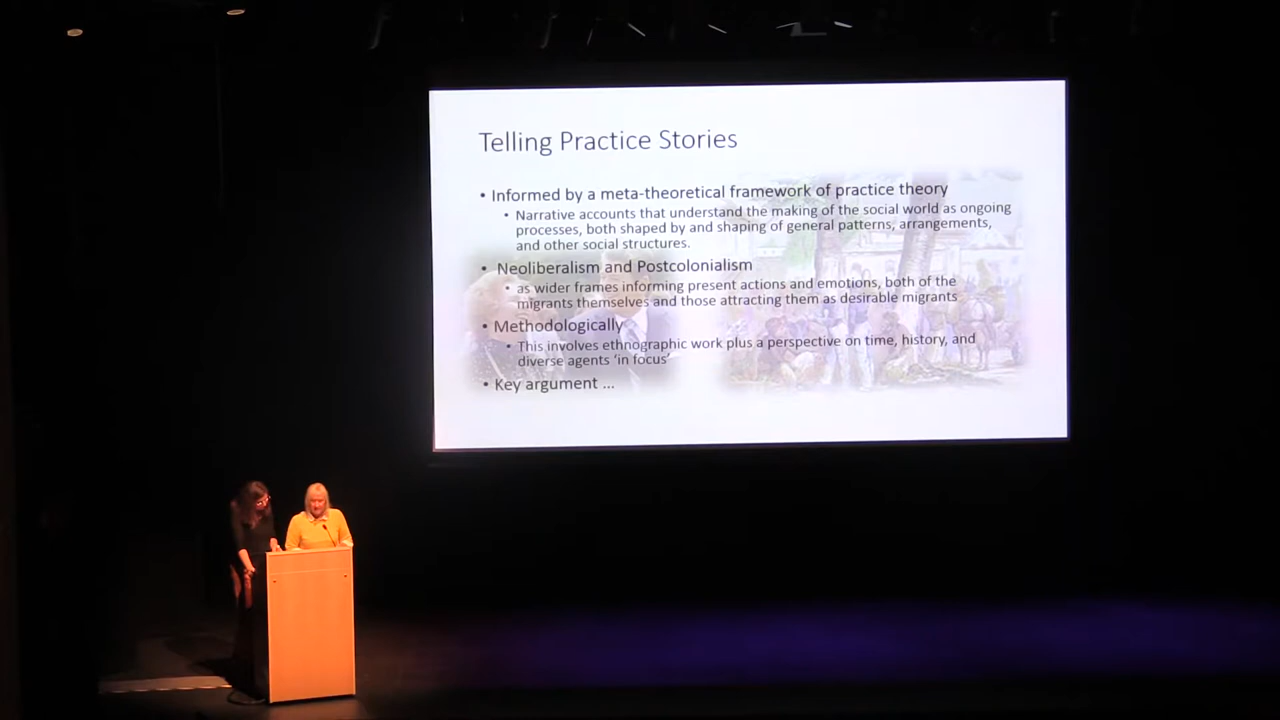 Telling Practice Stories
• Informed by a meta-theoretical framework of practice theory
• Narrative accounts that understand the making of the social world as ongoing
processes, both shaped by and shaping of general patterns, arrangements,
and other social structures.
• Neoliberalism and Postcolonialism
• as wider frames informing present actions and emotions, both of the
migrants themselves and those attracting them as desirable migrants
• Methodologically
• This involves ethnographic work plus a perspective on time, history, and
diverse agents ‘in focus’
• Key argument ...